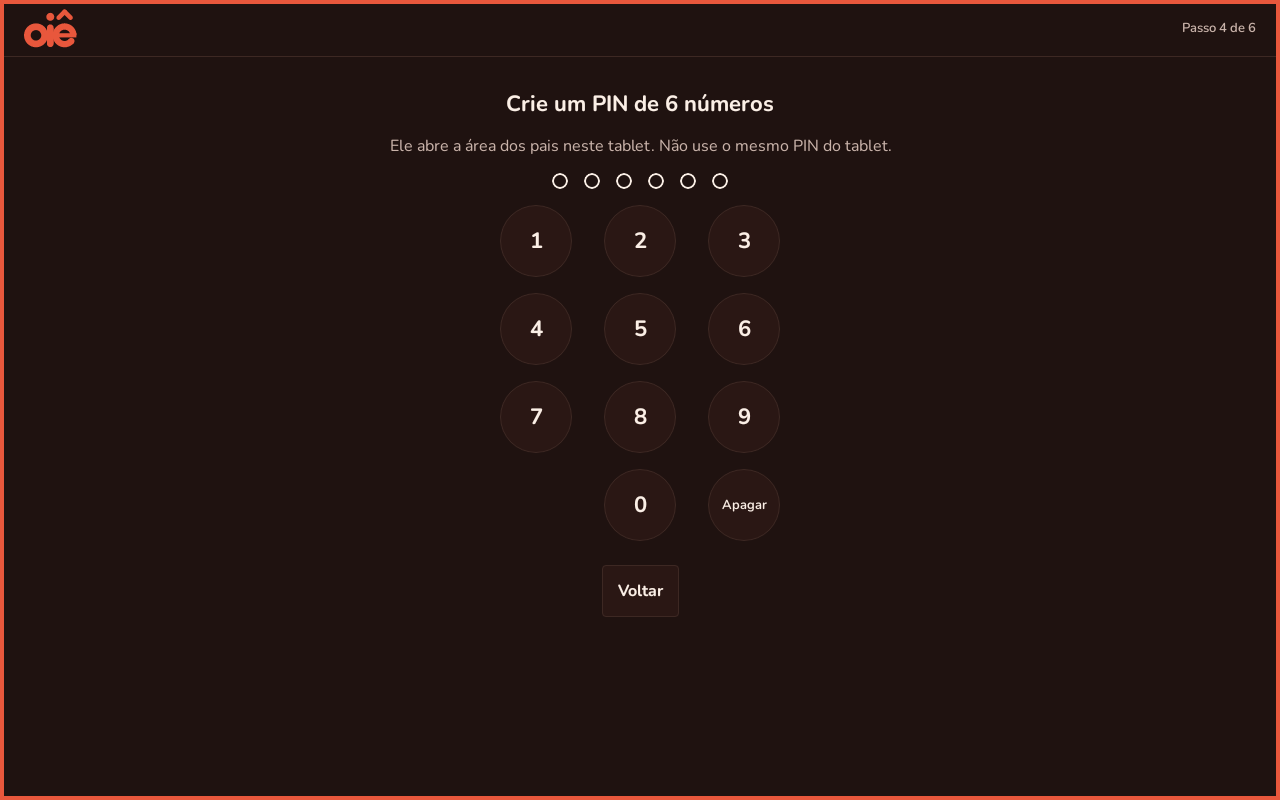 oiê
Passo 4 de 6
Crie um PIN de 6 números
Ele abre a área dos pais neste tablet. Não use o mesmo PIN do tablet.
1 2 3
4 5 6
7 8 9
0 Apagar
Voltar